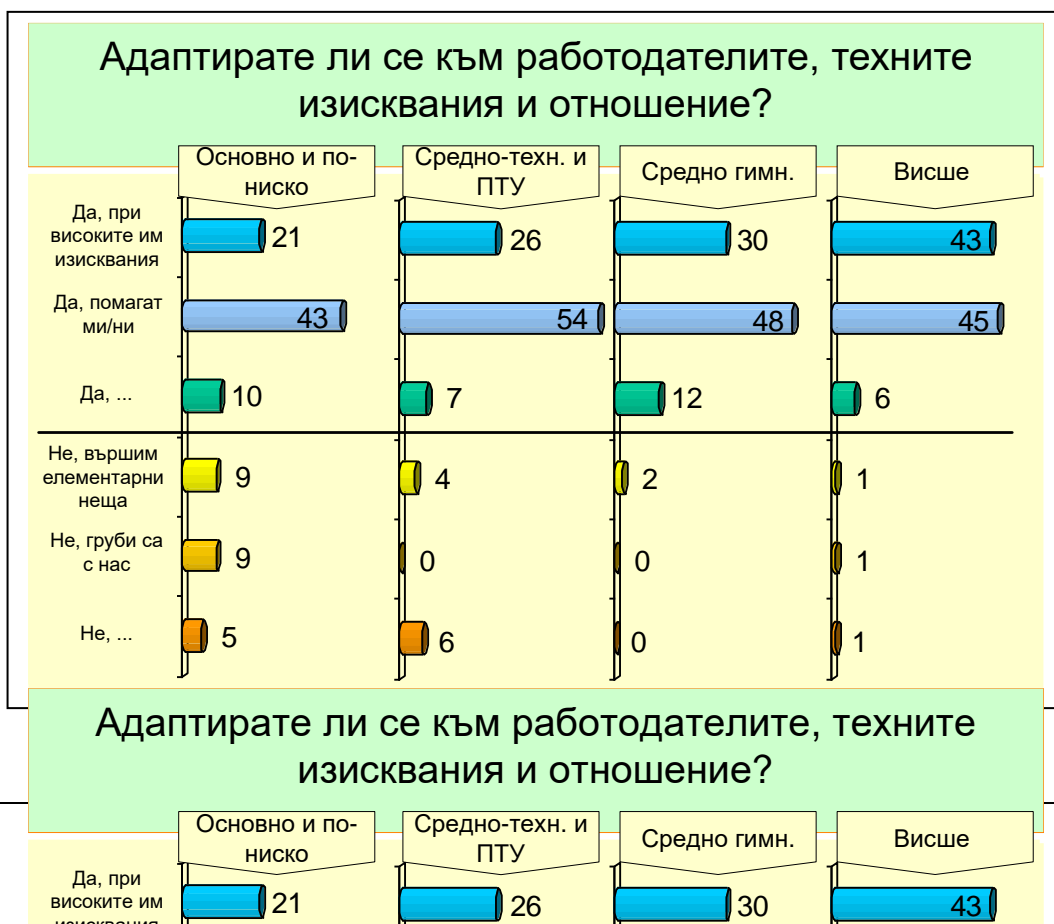 Адаптирате ли се към работодателите, техните
изисквания и отношение?
Основно и по-
ниско
Средно-техн. и
ПТУ
Средно гимн.
Висше
Да, при
високите им
изисквания
21
26
30
43
Да, помагат
ми/ни
43
54
48
45
Да, ...
10
7
12
6
Не, вършим
елементарни
неща
9
4
2
1
Не, груби са
с нас
9
0
0
1
Не, ...
5
6
0
1
Адаптирате ли се към работодателите, техните
изисквания и отношение?
Основно и по-
ниско
Средно-техн. и
ПТУ
Средно гимн.
Висше
Да, при
високите им
изисквания
21
26
30
43